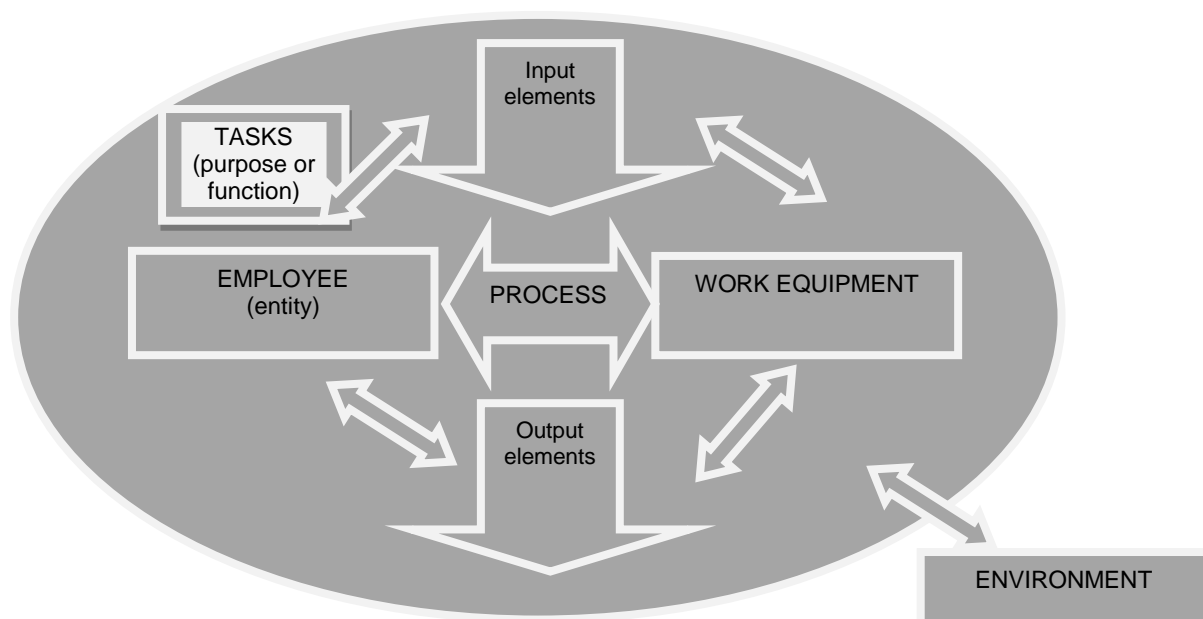 Input
elements
TASKS
(purpose or
function)
EMPLOYEE
(entity)
PROCESS
WORK EQUIPMENT
Output
elements
ENVIRONMENT